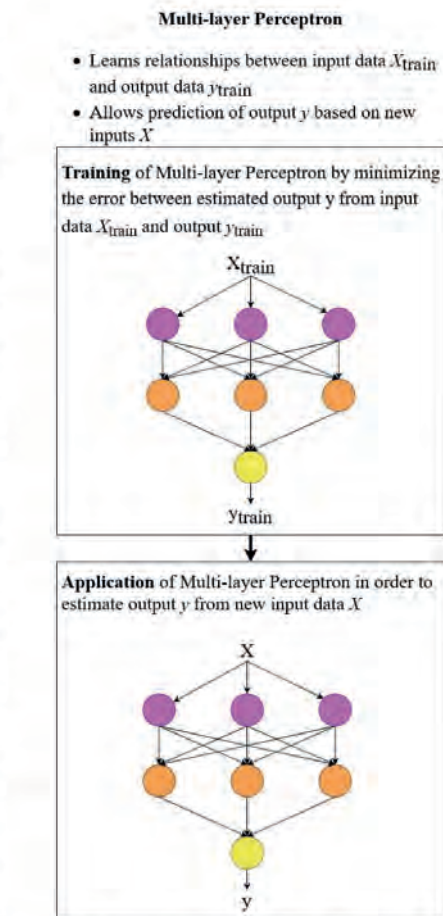 Multi-layer Perceptron
• Learns relationships between input data Xtrain
and output data ytrain
• Allows prediction of output y based on new
inputs X
Training of Multi-layer Perceptron by minimizing
the error between estimated output y from input
data Xtrain and output ytrain
Xtrain
ytrain
Application of Multi-layer Perceptron in order to
estimate output y from new input data X
X
y